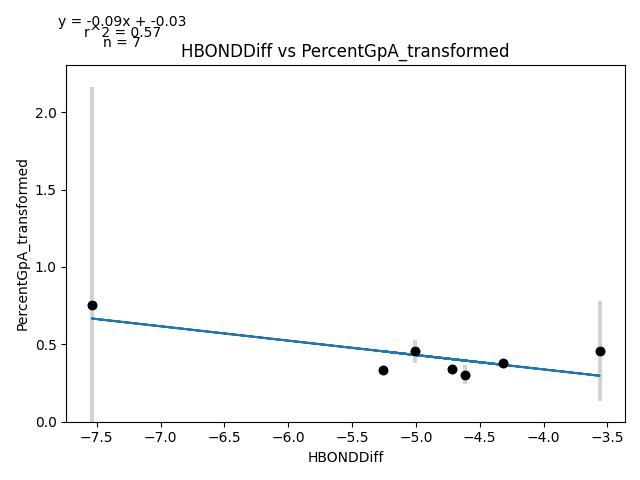 y = -0.09x + -0.03
r^2 = 0.57
n = 7
HBONDDiff vs PercentGpA_transformed
PercentGpA_transformed
2.0
1.5
1.0
0.5
0.0
−7.5
−7.0
−6.5
−6.0
−5.5
−5.0
−4.5
−4.0
−3.5
HBONDDiff